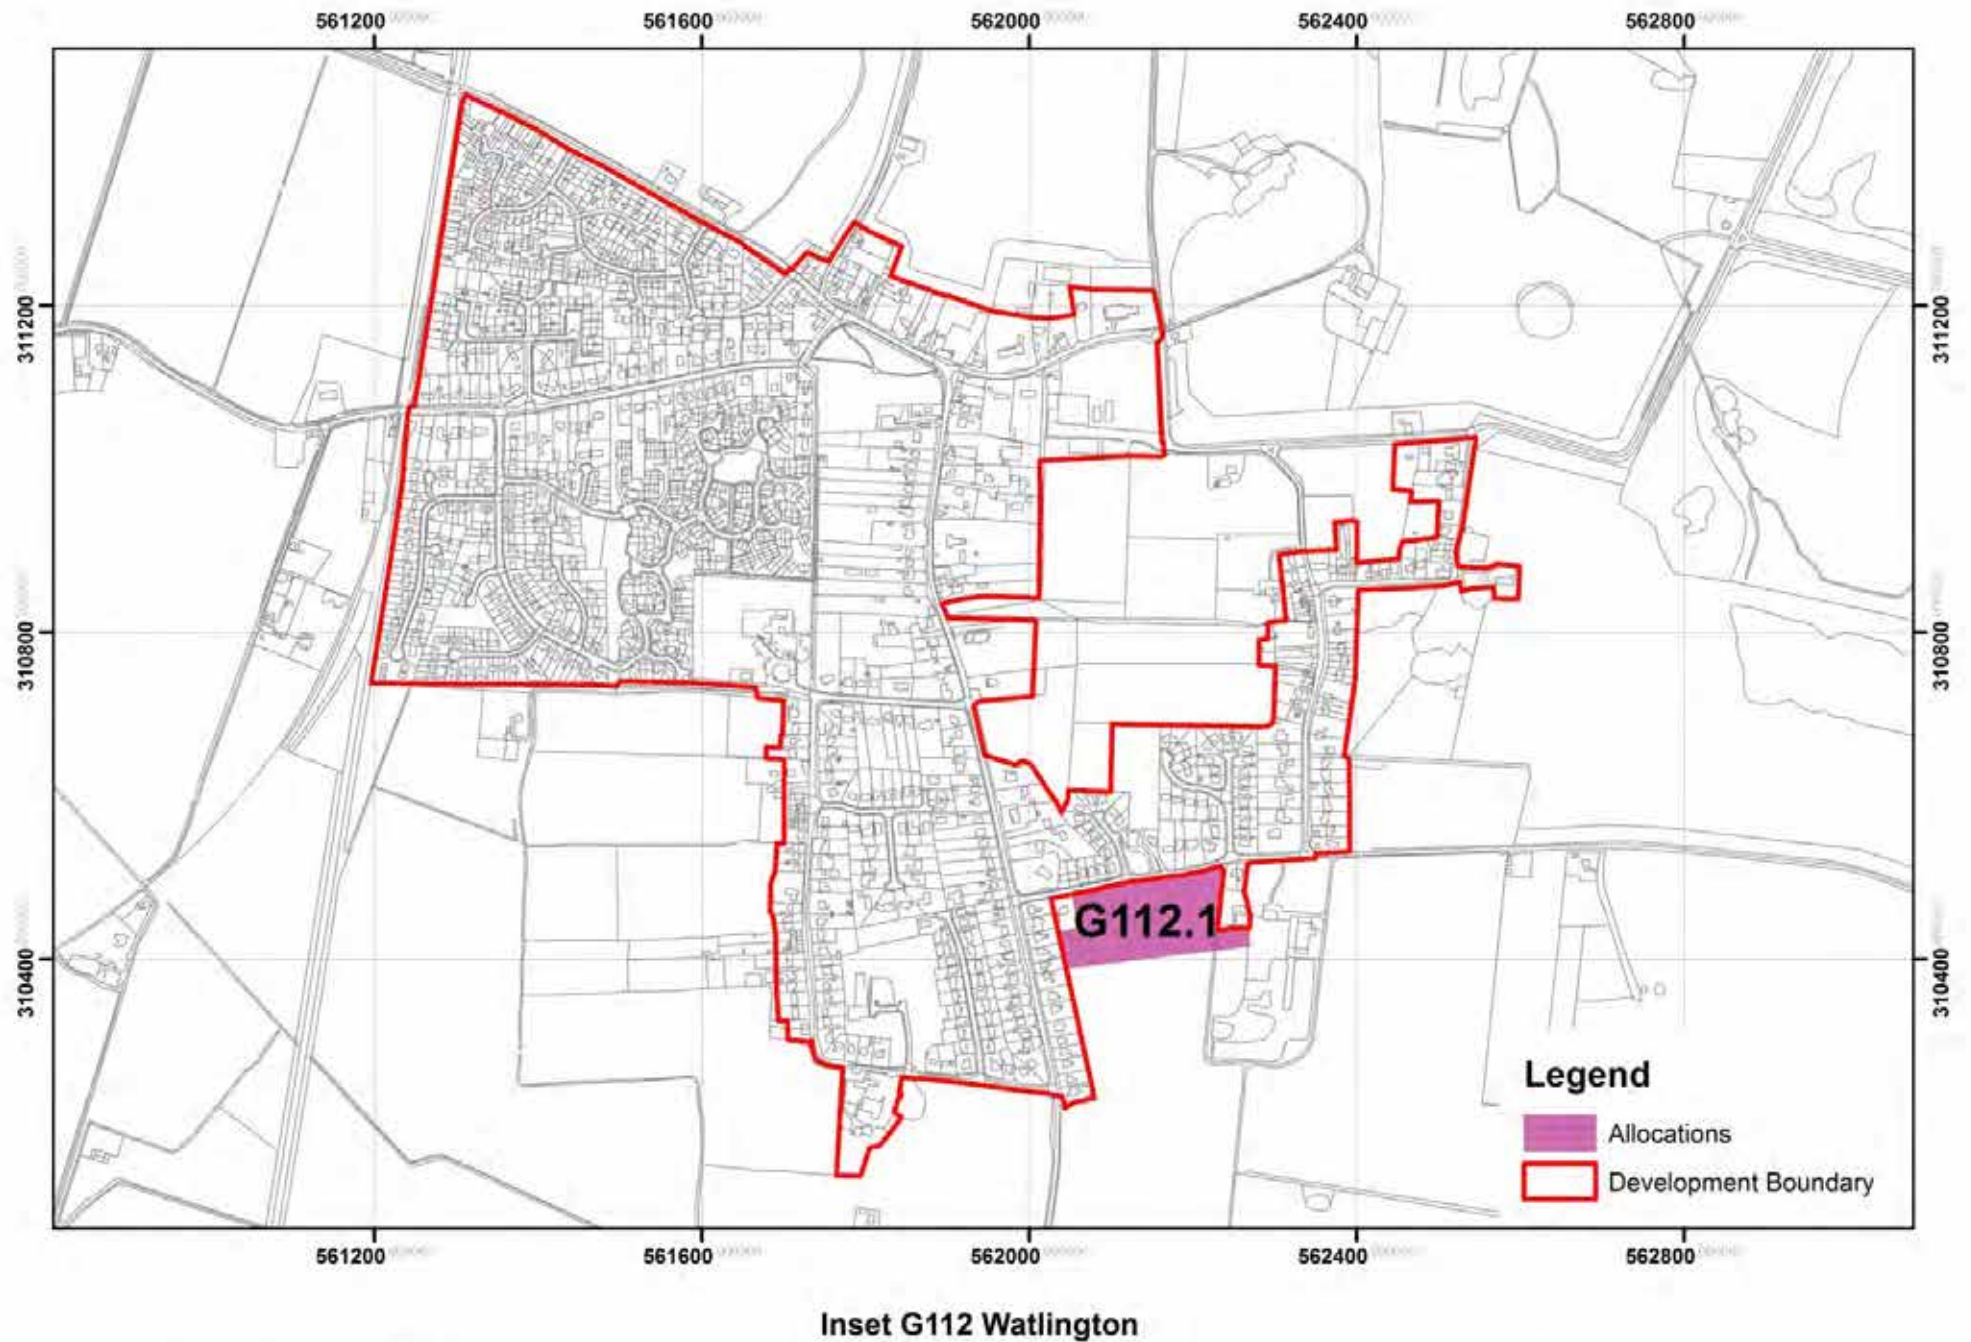 561200 561600 562000 562400 562800
311200 311200
310800 310800
G112.1
310400 310400
Legend
Allocations
Development Boundary
561200 561600 562000 562400 562800
Inset G112 Watlington